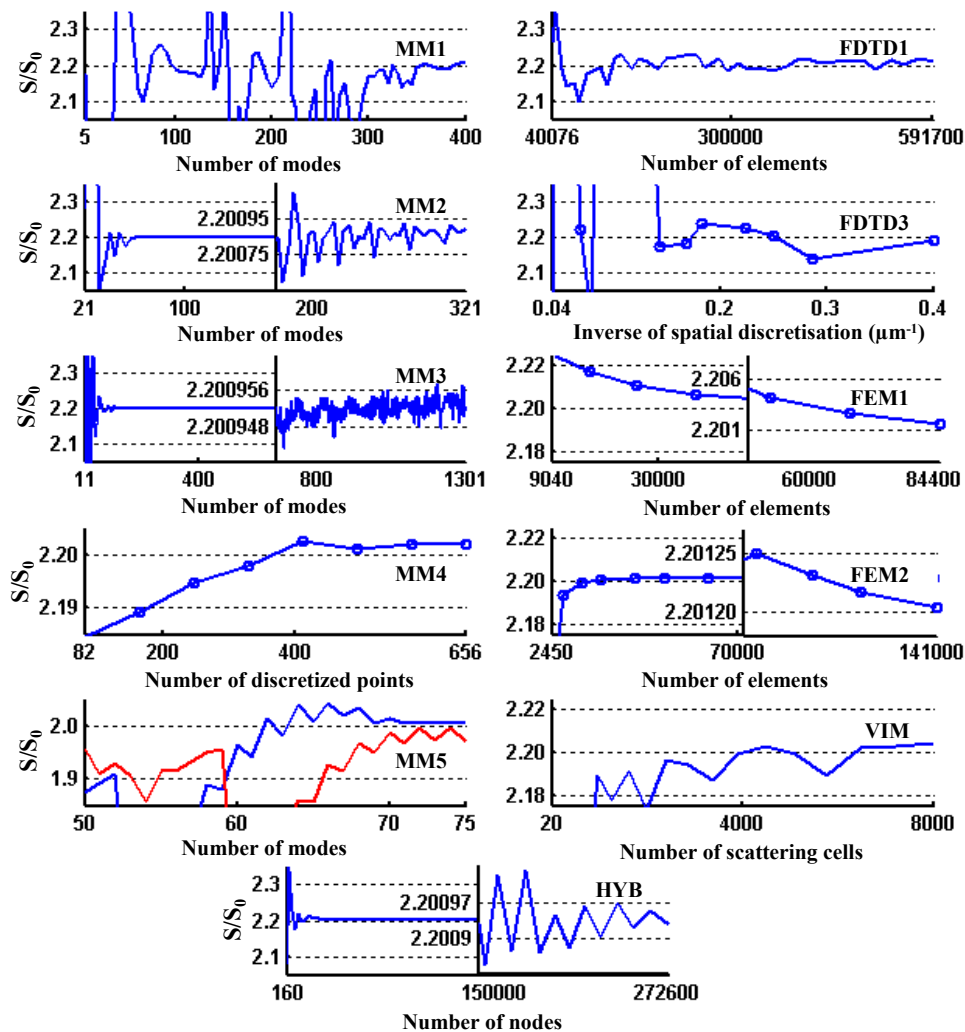 S/S0
2.3
2.2
2.1
MM1
5 100 200 300 400
Number of modes
2.3
2.2
2.1
FDTD1
40076 300000 591700
Number of elements
S/S0
2.3
2.2
2.1
2.20095
2.20075
MM2
21 100 200 321
Number of modes
2.3
2.2
2.1
FDTD3
0.04 0.2 0.3 0.4
Inverse of spatial discretisation (µm-1)
S/S0
2.3
2.2
2.1
2.200956
2.200948
MM3
11 400 800 1301
Number of modes
2.22
2.20
2.18
2.206
2.201
FEM1
9040 30000 60000 84400
Number of elements
S/S0
2.20
2.19
MM4
82 200 400 656
Number of discretized points
2.22
2.20
2.18
2.20125
2.20120
FEM2
2450 70000 141000
Number of elements
S/S0
2.0
1.9
MM5
50 60 70 75
Number of modes
2.22
2.20
2.18
VIM
20 4000 8000
Number of scattering cells
S/S0
2.3
2.2
2.1
2.20097
2.2009
HYB
160 150000 272600
Number of nodes